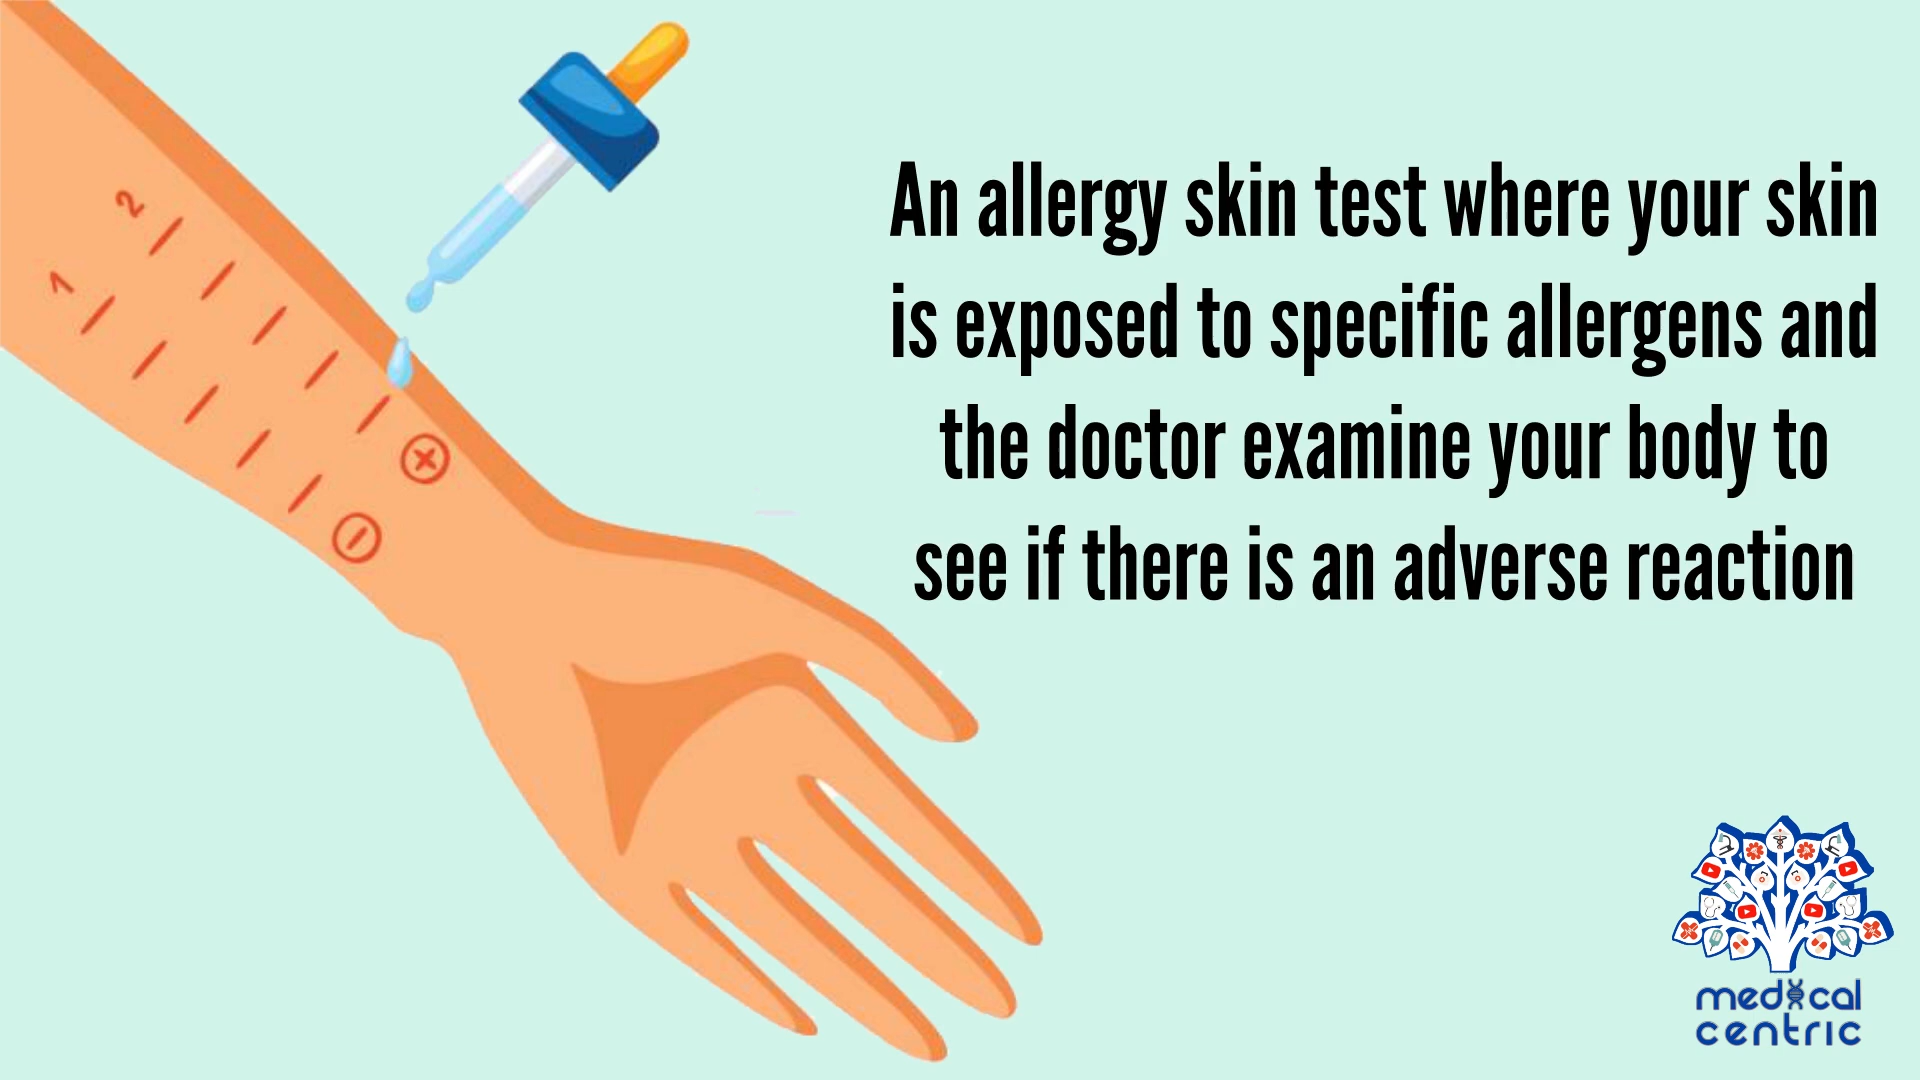 An allergy skin test where your skin
is exposed to specific allergens and
the doctor examine your body to
see if there is an adverse reaction
2
1
+
−
medical
centric